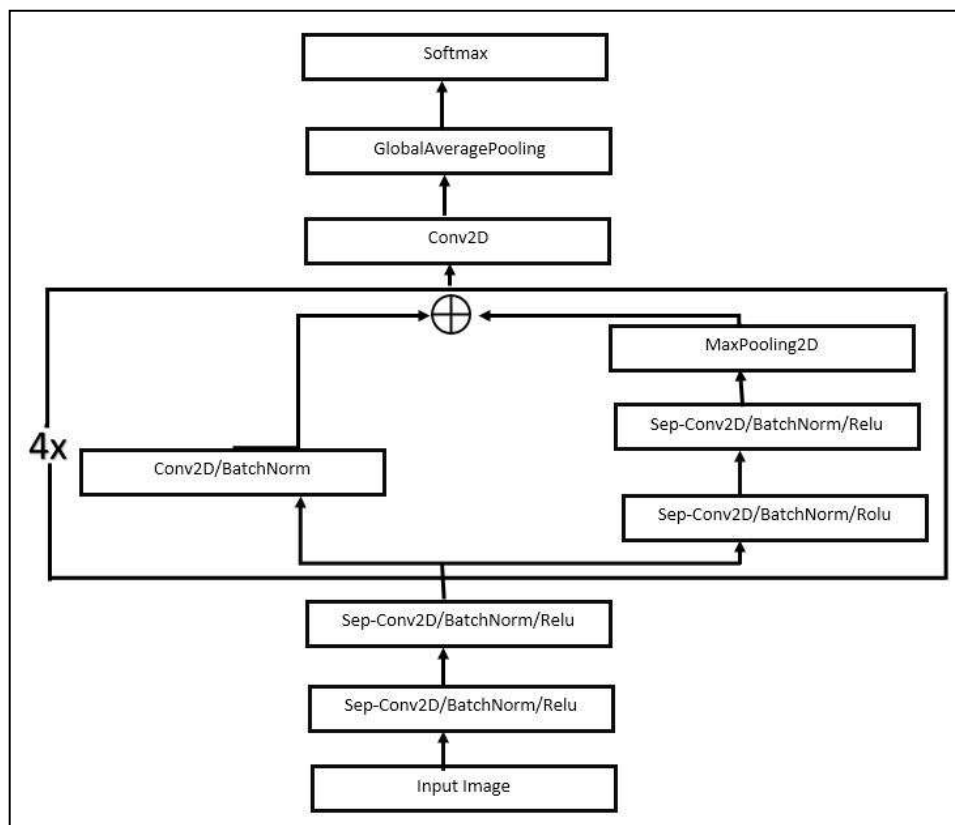 Softmax
GlobalAveragePooling
Conv2D
MaxPooling2D
Sep-Conv2D/BatchNorm/Relu
4x
Conv2D/BatchNorm
Sep-Conv2D/BatchNorm/Rolu
Sep-Conv2D/BatchNorm/Relu
Sep-Conv2D/BatchNorm/Relu
Input Image